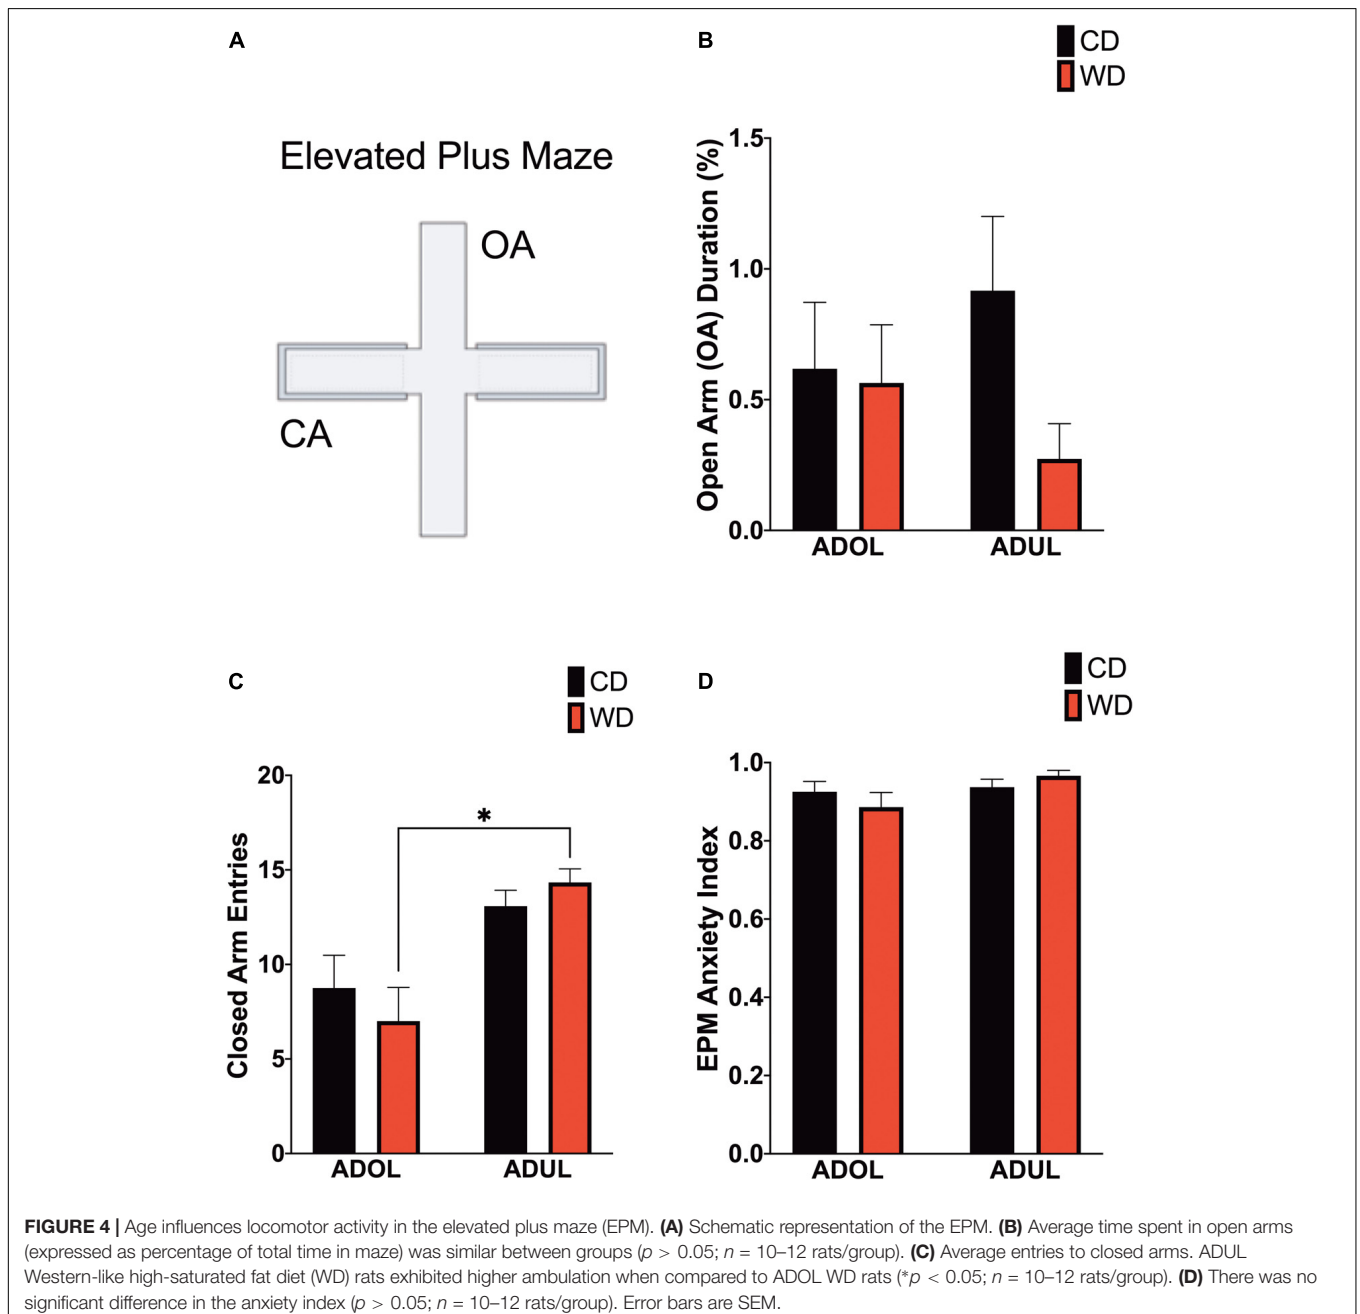 A
Elevated Plus Maze
OA
CA
B
CD
WD
Open Arm (OA) Duration (%)
1.5
1.0
0.5
0.0
ADOL
ADUL
C
CD
WD
Closed Arm Entries
20
15
10
5
0
*
ADOL
ADUL
D
CD
WD
EPM Anxiety Index
1.0
0.8
0.6
0.4
0.2
0.0
ADOL
ADUL
FIGURE 4 | Age influences locomotor activity in the elevated plus maze (EPM). (A) Schematic representation of the EPM. (B) Average time spent in open arms
(expressed as percentage of total time in maze) was similar between groups (p > 0.05; n = 10–12 rats/group). (C) Average entries to closed arms. ADUL
Western-like high-saturated fat diet (WD) rats exhibited higher ambulation when compared to ADOL WD rats (*p < 0.05; n = 10–12 rats/group). (D) There was no
significant difference in the anxiety index (p > 0.05; n = 10–12 rats/group). Error bars are SEM.